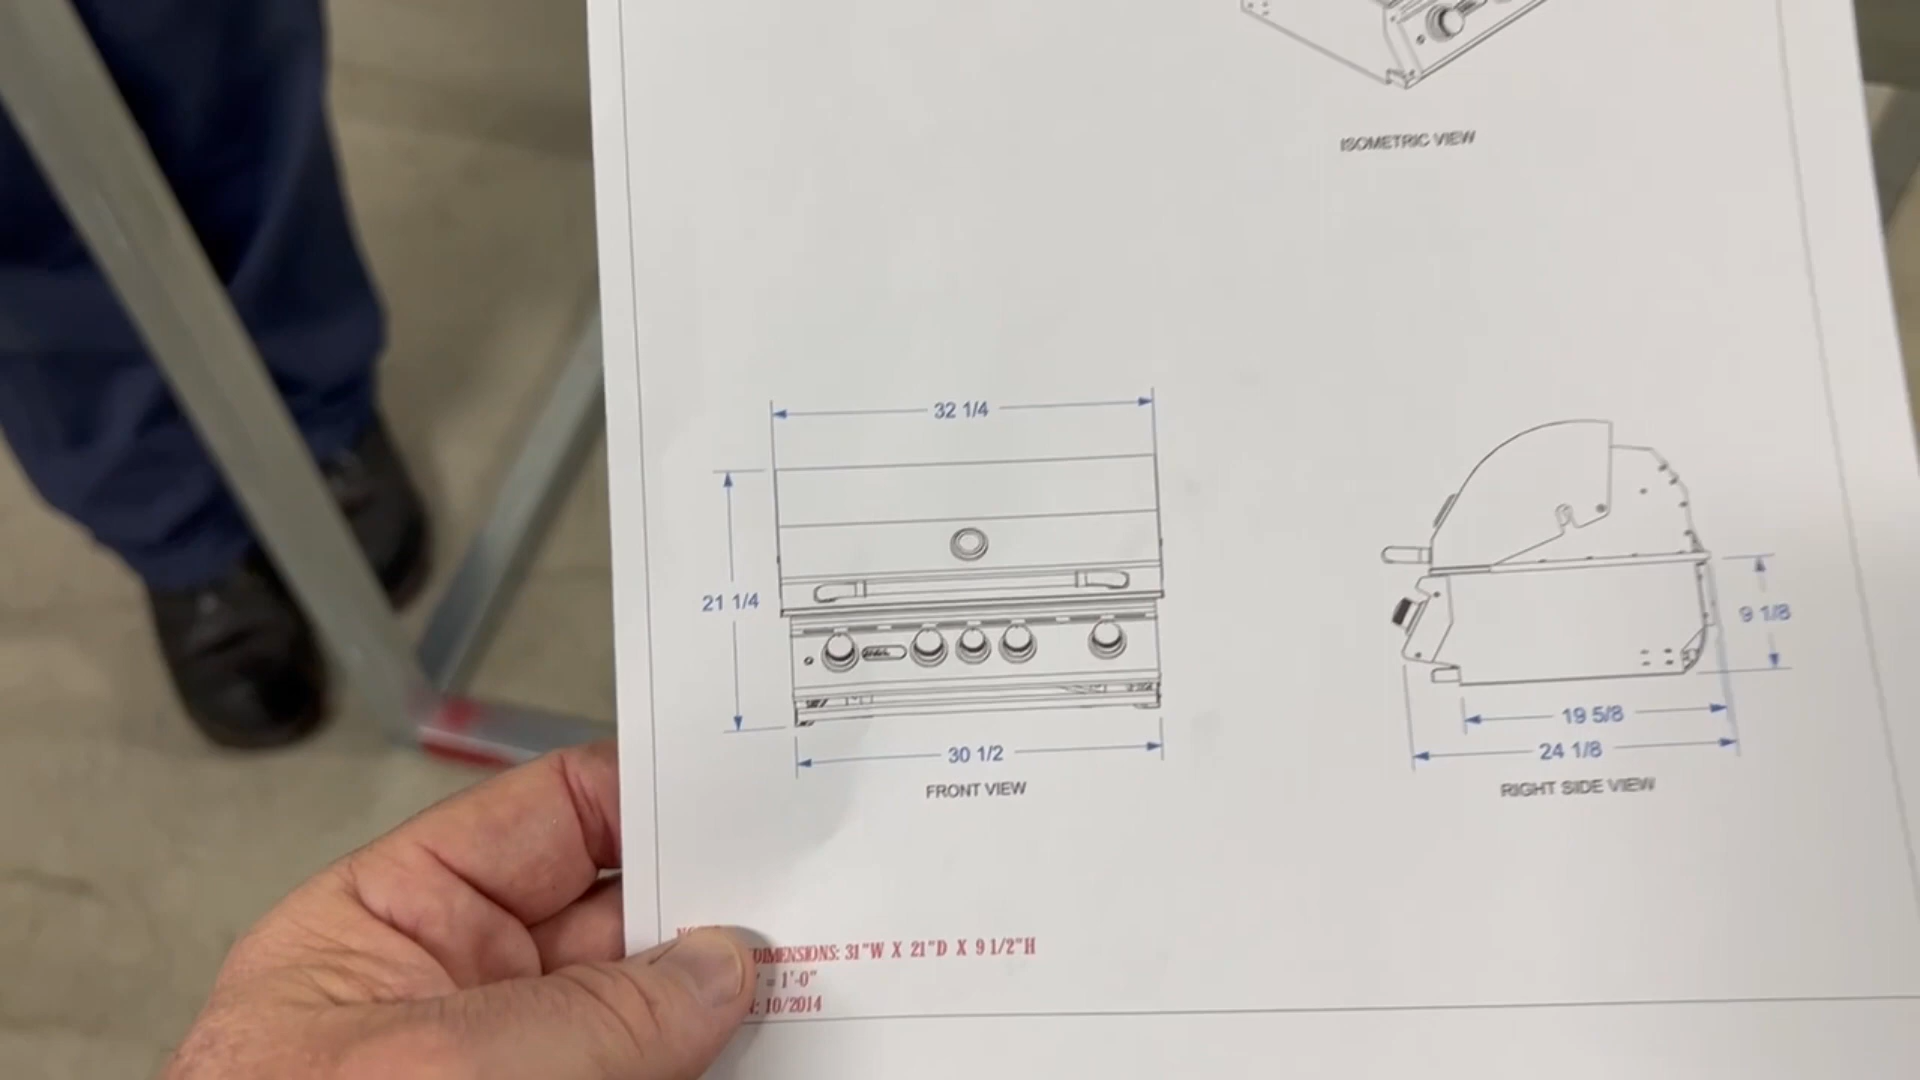 ISOMETRIC VIEW
32 1/4
21 1/4
30 1/2
FRONT VIEW
9 1/8
19 5/8
24 1/8
RIGHT SIDE VIEW
DIMENSIONS: 31"W X 21"D X 9 1/2"H
= 1'-0"
: 10/2014